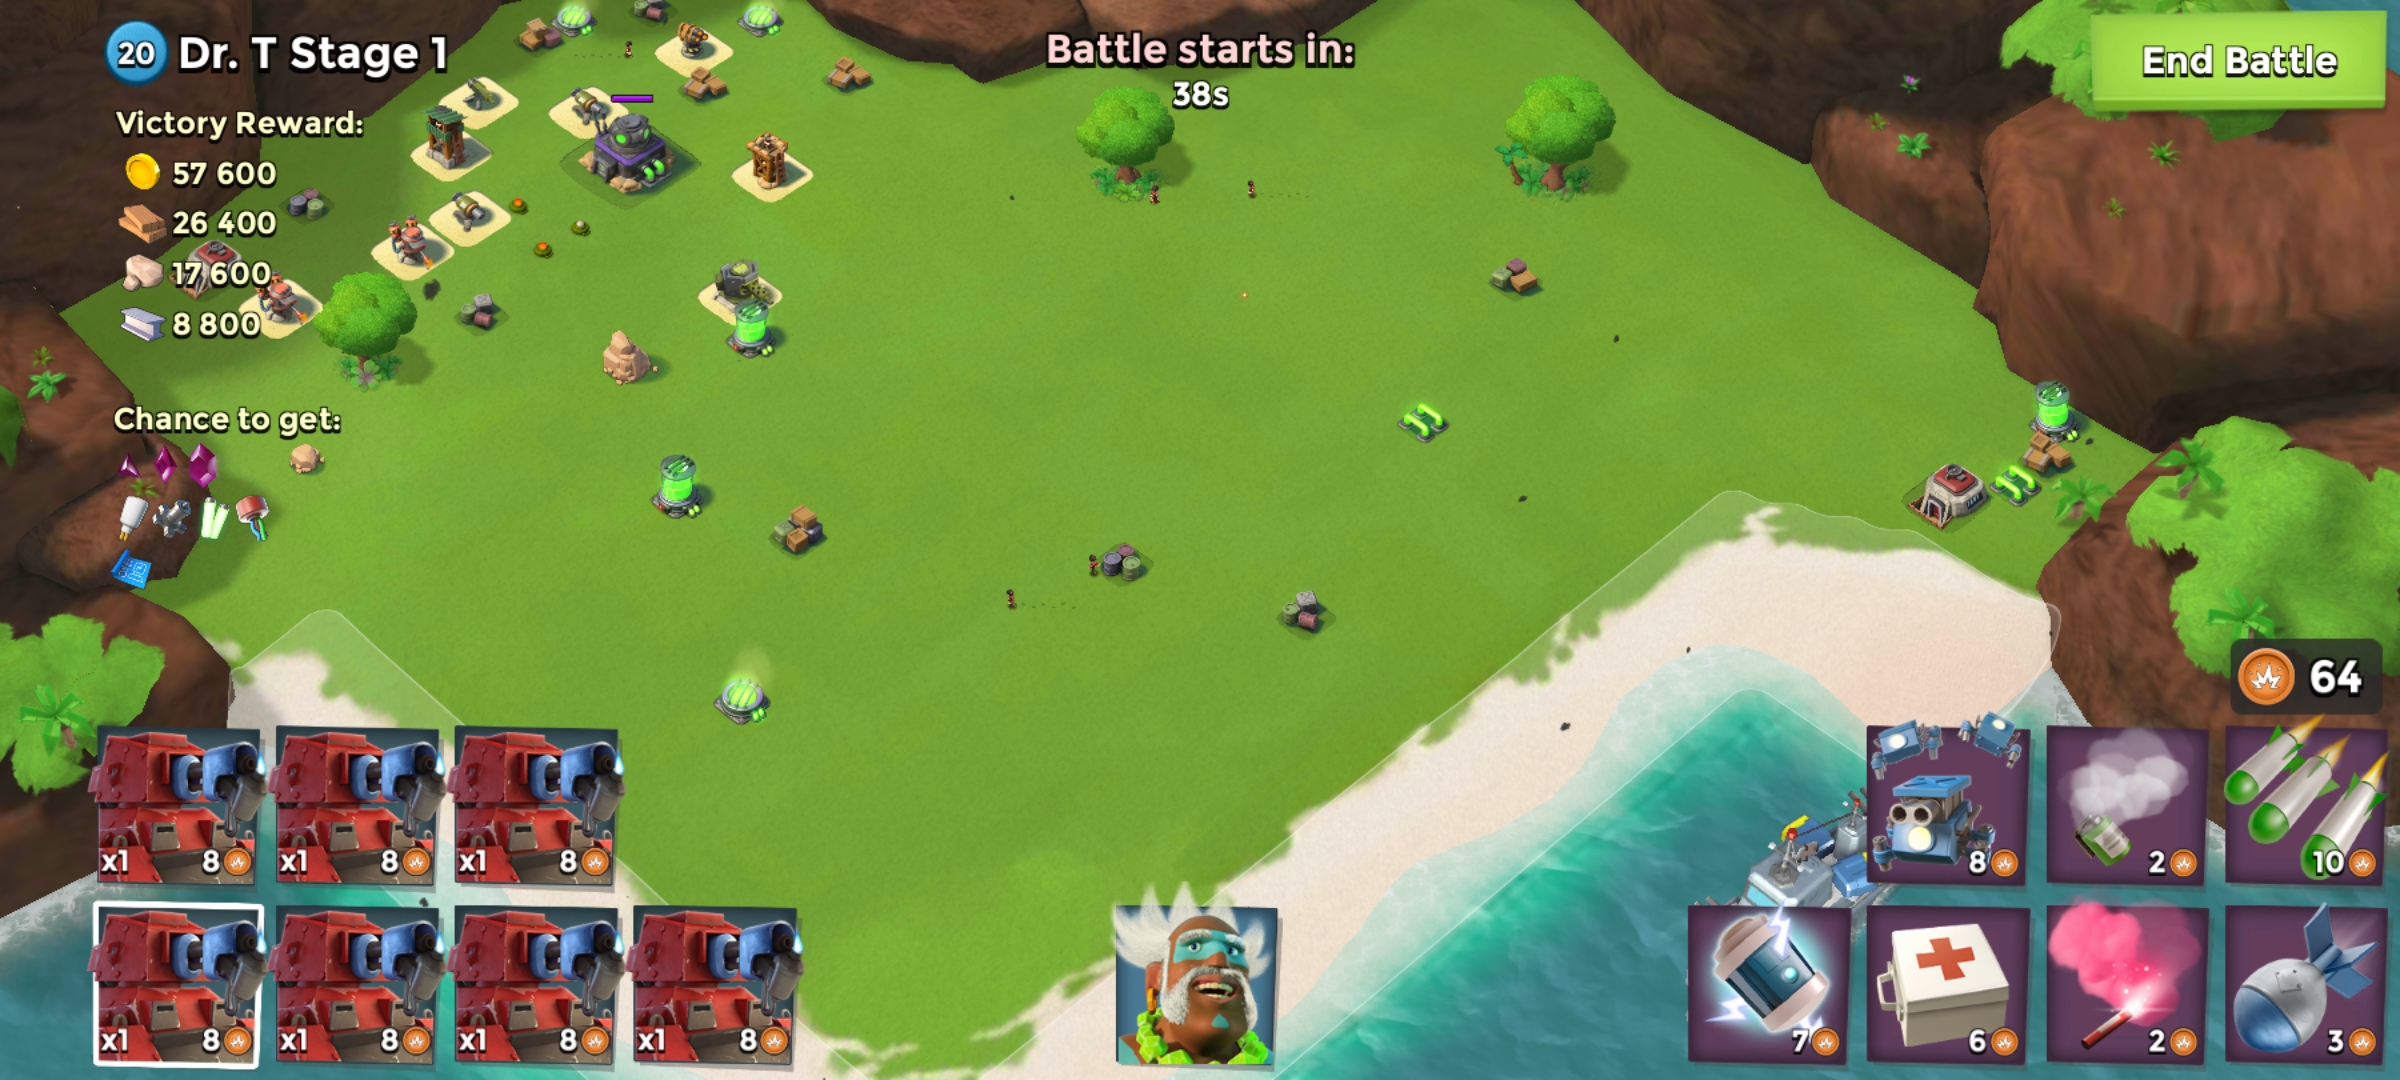 20 Dr. T Stage 1
Battle starts in:
38s
End Battle
Victory Reward:
57 600
26 400
17 600
8 800
Chance to get:
64
x1 8
x1 8
x1 8
8
2
10
x1 8
x1 8
x1 8
x1 8
7
6
2
3